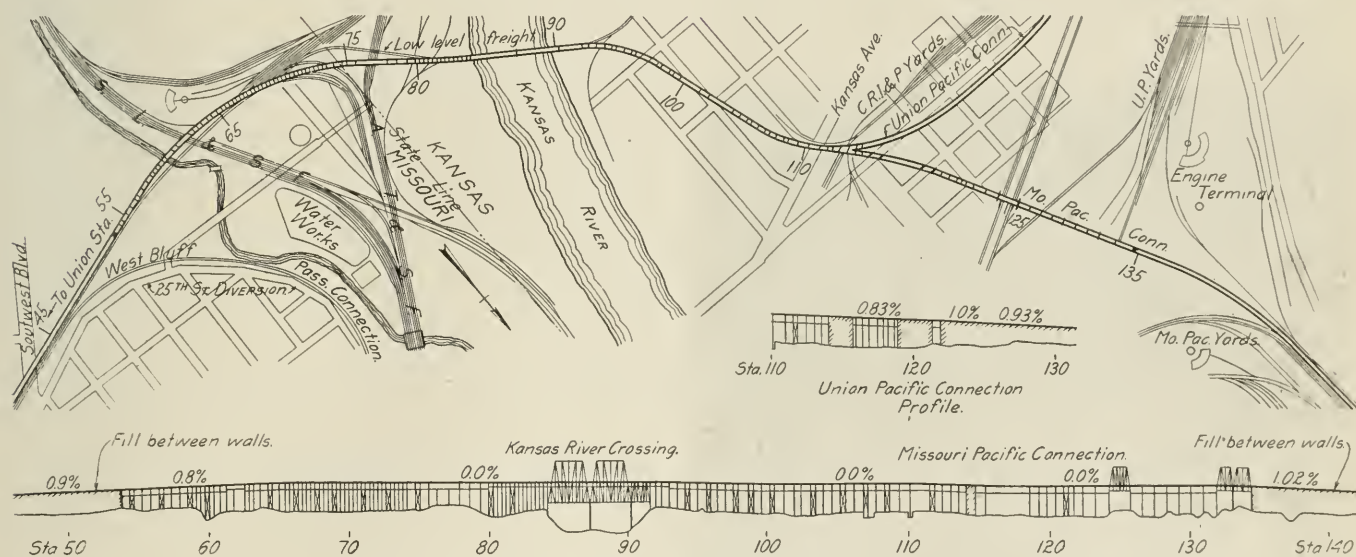 75
Low level freight
90
80
65
100
Kansas Ave.
C.R.I.&P. Yards.
Union Pacific Conn.
U.P. Yards.
KANSAS
State Line
MISSOURI
KANSAS
RIVER
110
Engine
Terminal
55
Water
Works
Mo. Pac. Conn.
125
135
Southwest Blvd.
To Union Sta.
45
West Bluff
25TH St. DIVERSION
Pass. Connection.
BELT
LINE
Mo. Pac. Yards.
0.83% 1.0% 0.93%
Sta. 110 120 130
Union Pacific Connection
Profile.
Fill between walls. Kansas River Crossing. Missouri Pacific Connection. Fill between walls.
0.9% 0.8% 0.0% 0.0% 0.0% 1.02%
Sta 50 60 70 80 90 100 110 120 130 Sta 140